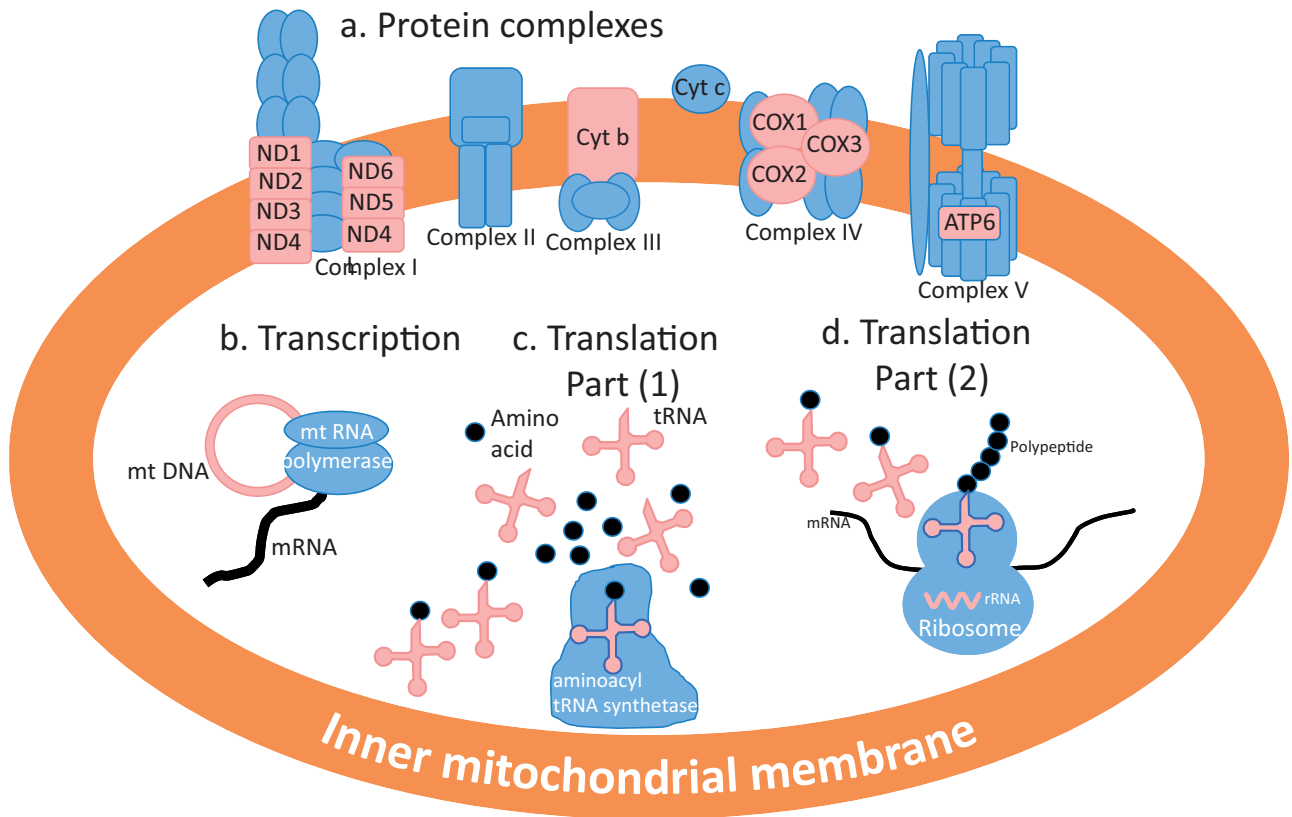 a. Protein complexes
ND1
ND2
ND3
ND4
ND6
ND5
ND4
L
Complex I
Complex II
Cyt b
Complex III
Cyt c
COX1
COX3
COX2
Complex IV
ATP6
Complex V
b. Transcription
mt RNA
polymerase
mt DNA
mRNA
c. Translation
Part (1)
Amino
acid
tRNA
aminoacyl
tRNA synthetase
d. Translation
Part (2)
Polypeptide
mRNA
rRNA
Ribosome
Inner mitochondrial membrane